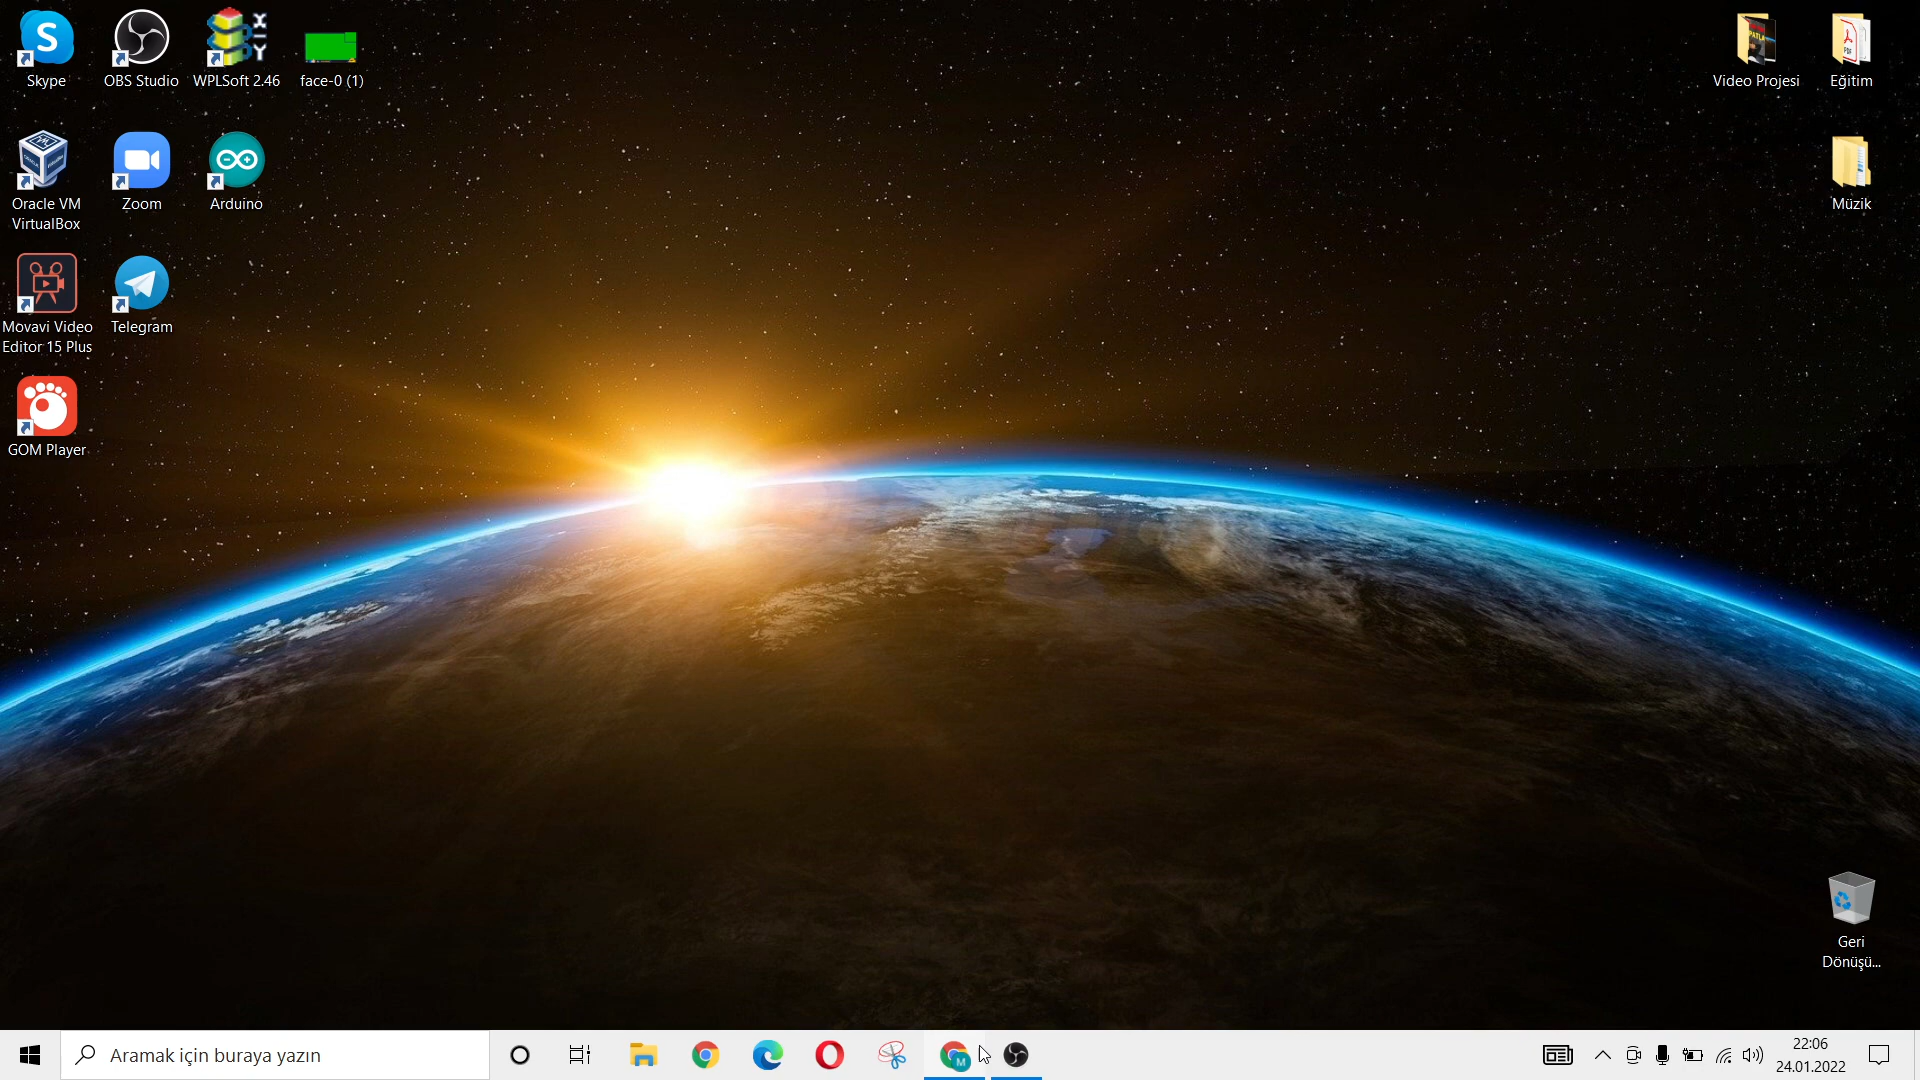 Skype
OBS Studio
WPLSoft 2.46
face-0 (1)
Video Projesi
Eğitim
Oracle VM
VirtualBox
Zoom
Arduino
Müzik
Movavi Video
Editor 15 Plus
Telegram
GOM Player
Geri
Dönüşü...
Aramak için buraya yazın
22:06
24.01.2022